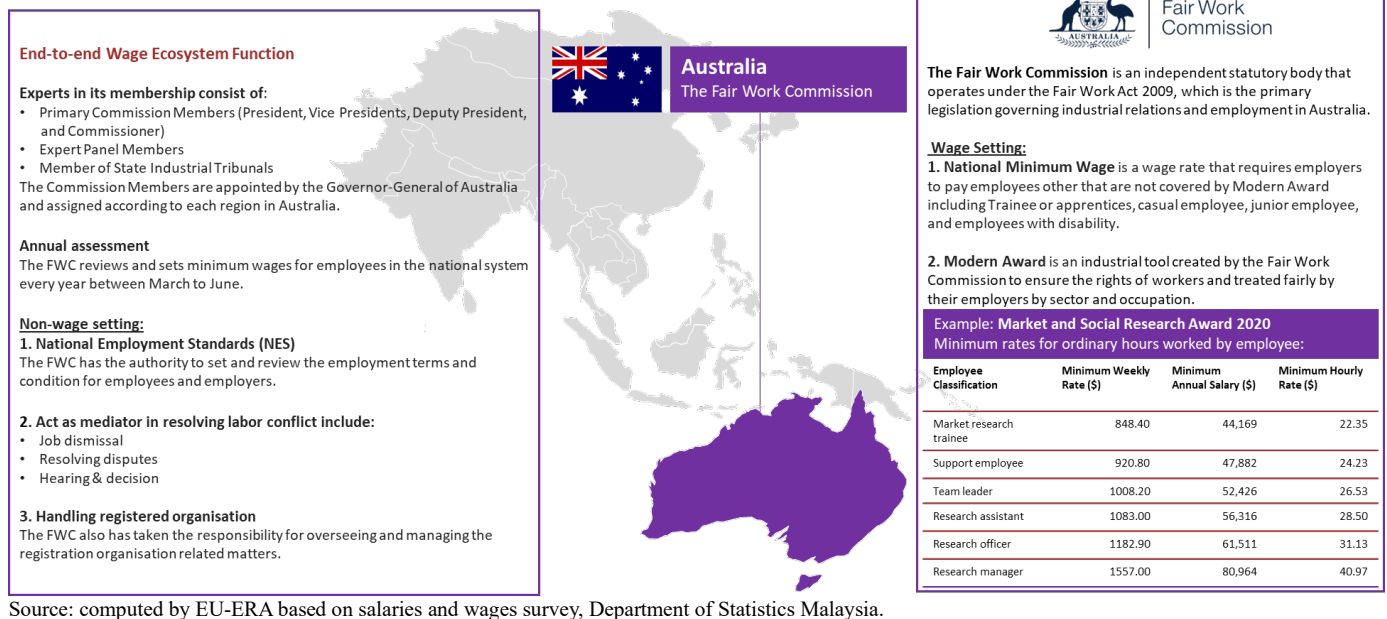 End-to-end Wage Ecosystem Function
Experts in its membership consist of:
• Primary Commission Members (President, Vice Presidents, Deputy President,
and Commissioner)
• Expert Panel Members
• Member of State Industrial Tribunals
The Commission Members are appointed by the Governor-General of Australia
and assigned according to each region in Australia.
Annual assessment
The FWC reviews and sets minimum wages for employees in the national system
every year between March to June.
Non-wage setting:
1. National Employment Standards (NES)
The FWC has the authority to set and review the employment terms and
condition for employees and employers.
2. Act as mediator in resolving labor conflict include:
• Job dismissal
• Resolving disputes
• Hearing & decision
3. Handling registered organisation
The FWC also has taken the responsibility for overseeing and managing the
registration organisation related matters.
Australia
The Fair Work Commission
AUSTRALIA
Fair Work
Commission
The Fair Work Commission is an independent statutory body that
operates under the Fair Work Act 2009, which is the primary
legislation governing industrial relations and employment in Australia.
Wage Setting:
1. National Minimum Wage is a wage rate that requires employers
to pay employees other that are not covered by Modern Award
including Trainee or apprentices, casual employee, junior employee,
and employees with disability.
2. Modern Award is an industrial tool created by the Fair Work
Commission to ensure the rights of workers and treated fairly by
their employers by sector and occupation.
Example: Market and Social Research Award 2020
Minimum rates for ordinary hours worked by employee:
Employee Classification Minimum Weekly Rate ($) Minimum Annual Salary ($) Minimum Hourly Rate ($)
Market research trainee 848.40 44,169 22.35
Support employee 920.80 47,882 24.23
Team leader 1008.20 52,426 26.53
Research assistant 1083.00 56,316 28.50
Research officer 1182.90 61,511 31.13
Research manager 1557.00 80,964 40.97
Source: computed by EU-ERA based on salaries and wages survey, Department of Statistics Malaysia.